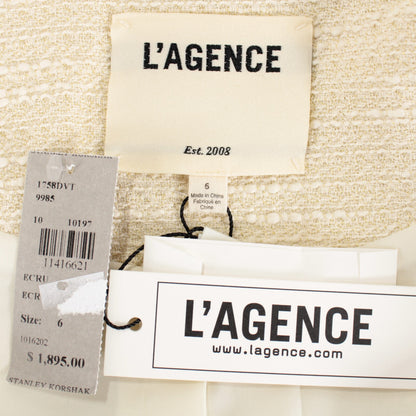 L'AGENCE
Est. 2008
6
Made in China
Fabriqué en
Chine
1758DVT
9985
10 10197
11416621
ECRU
ECR
Size: 6
1016202
$ 1,895.00
STANLEY KORSHAK
L'AGENCE
www.lagence.com